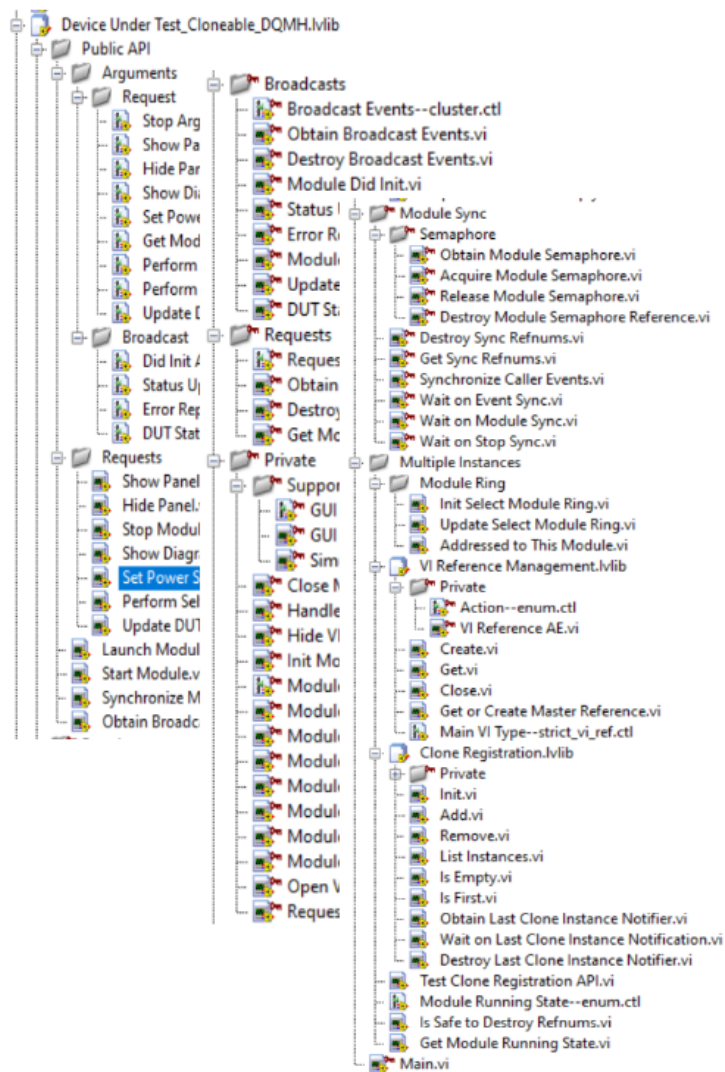 Device Under Test_Cloneable_DQMH.lvlib
Public API
Arguments
Request
Stop Arg
Show Pa
Hide Par
Show Di
Set Powe
Get Mod
Perform
Perform
Update D
Broadcast
Did Init A
Status Up
Error Rep
DUT Stat
Requests
Show Panel
Hide Panel.
Stop Modul
Show Diagr
Set Power S
Perform Sel
Update DUT
Launch Modul
Start Module.v
Synchronize M
Obtain Broadca
Broadcasts
Broadcast Events--cluster.ctl
Obtain Broadcast Events.vi
Destroy Broadcast Events.vi
Module Did Init.vi
Status
Error R
Module
Update
DUT Sta
Requests
Reques
Obtain
Destroy
Get Mo
Private
Suppor
GUI
GUI
Sim
Close M
Handle
Hide VI
Init Mo
Module
Modul
Modul
Modul
Modul
Modul
Modul
Open V
Reques
Module Sync
Semaphore
Obtain Module Semaphore.vi
Acquire Module Semaphore.vi
Release Module Semaphore.vi
Destroy Module Semaphore Reference.vi
Destroy Sync Refnums.vi
Get Sync Refnums.vi
Synchronize Caller Events.vi
Wait on Event Sync.vi
Wait on Module Sync.vi
Wait on Stop Sync.vi
Multiple Instances
Module Ring
Init Select Module Ring.vi
Update Select Module Ring.vi
Addressed to This Module.vi
VI Reference Management.lvlib
Private
Action--enum.ctl
VI Reference AE.vi
Create.vi
Get.vi
Close.vi
Get or Create Master Reference.vi
Main VI Type--strict_vi_ref.ctl
Clone Registration.lvlib
Private
Init.vi
Add.vi
Remove.vi
List Instances.vi
Is Empty.vi
Is First.vi
Obtain Last Clone Instance Notifier.vi
Wait on Last Clone Instance Notification.vi
Destroy Last Clone Instance Notifier.vi
Test Clone Registration API.vi
Module Running State--enum.ctl
Is Safe to Destroy Refnums.vi
Get Module Running State.vi
Main.vi